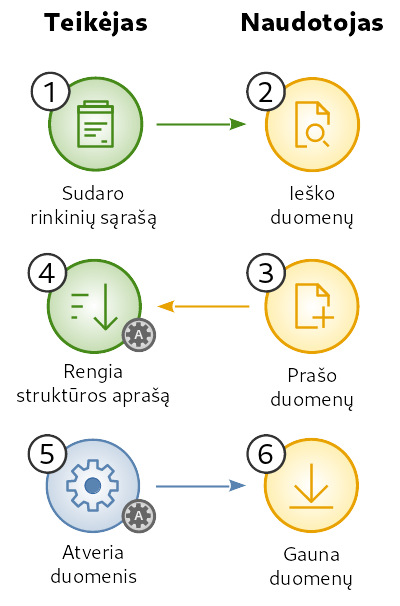 Teikėjas Naudotojas
1 2
Sudaro
rinkinių sąrašą
Ieško
duomenų
4 3
A
Rengia
struktūros aprašą
Prašo
duomenų
5 6
A
Atveria
duomenis
Gauna
duomenų